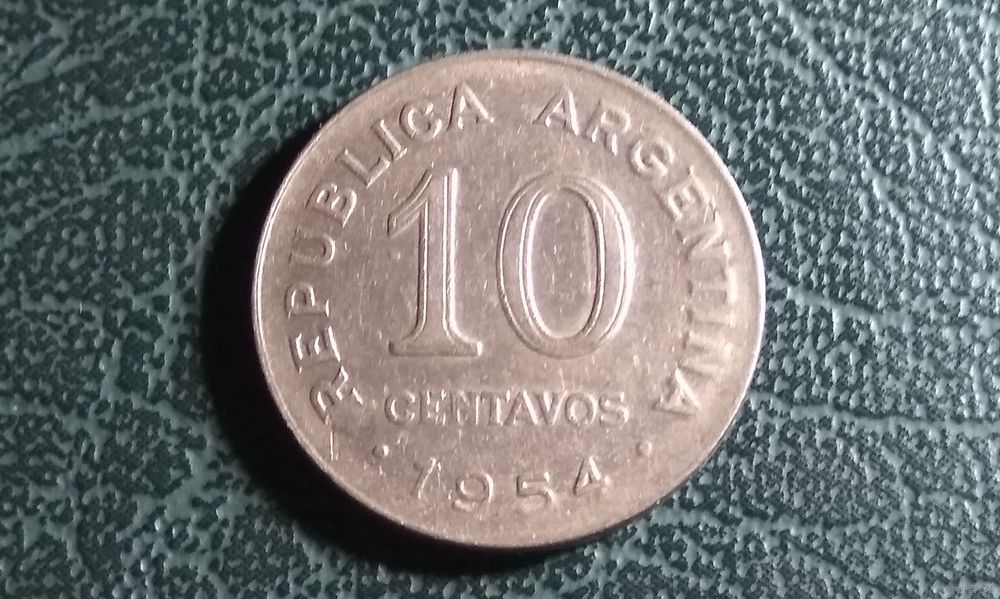 REPUBLICA ARGENTINA
10
CENTAVOS
· 1954 ·